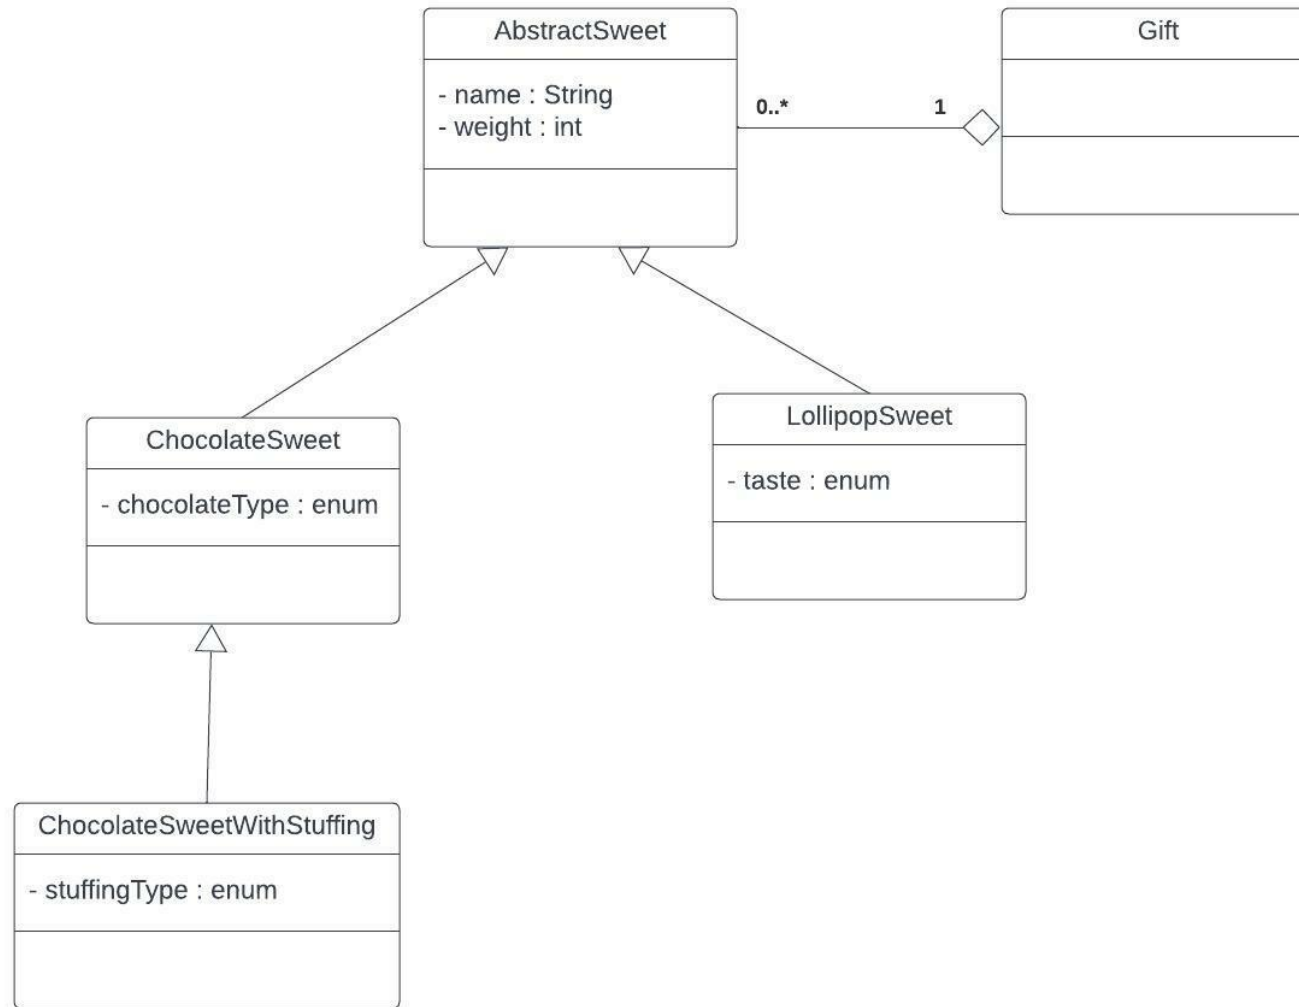 AbstractSweet
- name : String
- weight : int
0..*
1
Gift
ChocolateSweet
- chocolateType : enum
LollipopSweet
- taste : enum
ChocolateSweetWithStuffing
- stuffingType : enum